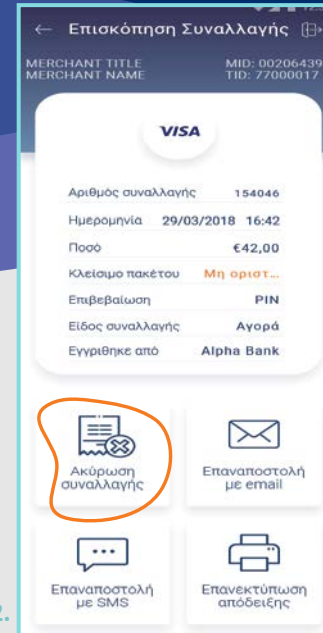 ← Επισκόπηση Συναλλαγής
MERCHANT TITLE MID: 00206439
MERCHANT NAME TID: 77000017
VISA
Αριθμός συναλλαγής 154046
Ημερομηνία 29/03/2018 16:42
Ποσό €42,00
Κλείσιμο πακέτου Μη οριστ...
Επιβεβαίωση PIN
Είδος συναλλαγής Αγορά
Εγγρίθηκε από Alpha Bank
Ακύρωση
συναλλαγής
Επαναποστολή
με email
Επαναποστολή
με SMS
Επανεκτύπωση
απόδειξης
2.